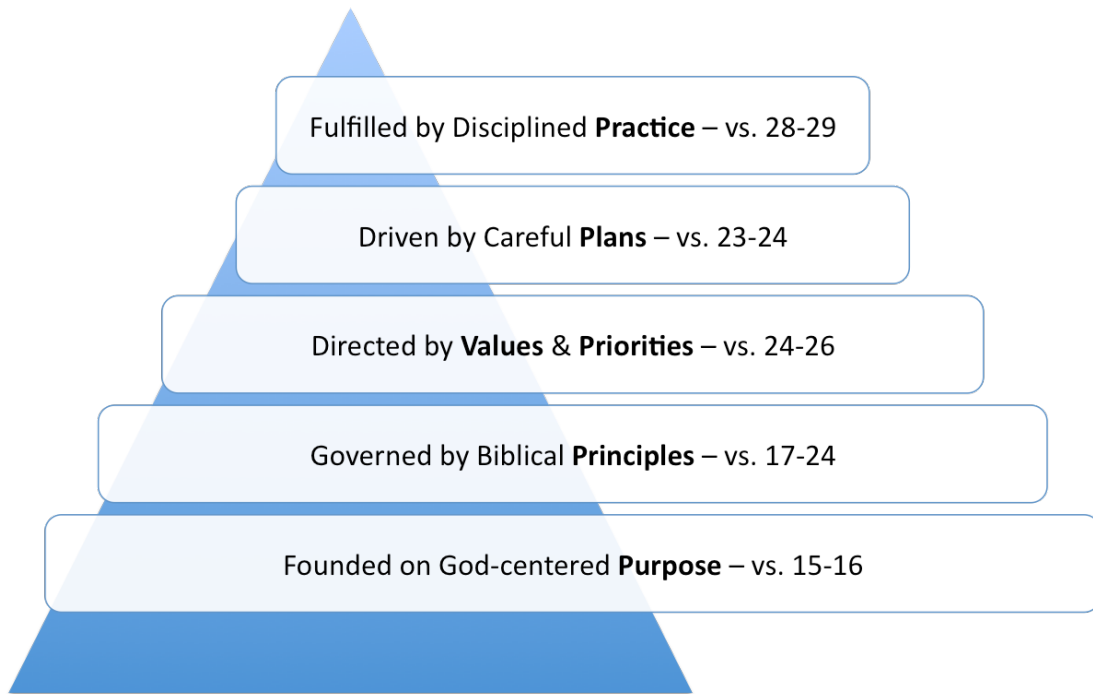 Fulfilled by Disciplined Practice – vs. 28-29
Driven by Careful Plans – vs. 23-24
Directed by Values & Priorities – vs. 24-26
Governed by Biblical Principles – vs. 17-24
Founded on God-centered Purpose – vs. 15-16